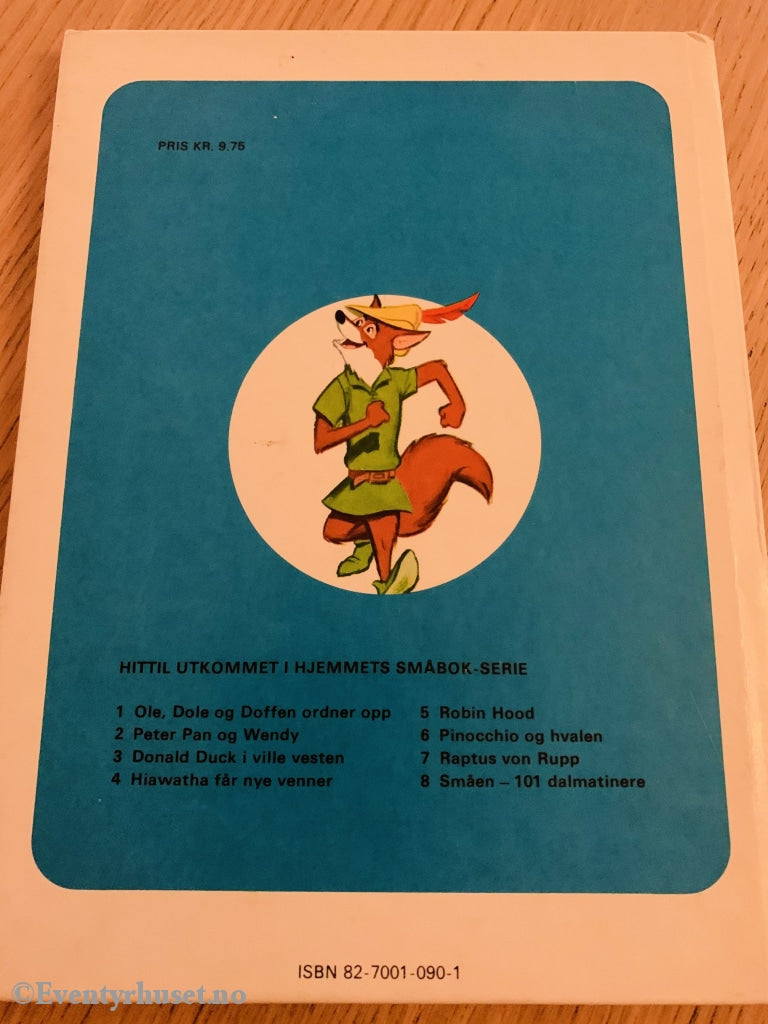 PRIS KR. 9.75
HITTIL UTKOMMET I HJEMMETS SMÅBOK-SERIE
1 Ole, Dole og Doffen ordner opp
2 Peter Pan og Wendy
3 Donald Duck i ville vesten
4 Hiawatha får nye venner
5 Robin Hood
6 Pinocchio og hvalen
7 Raptus von Rupp
8 Småen – 101 dalmatinere
ISBN 82-7001-090-1
©Eventyrhuset.no